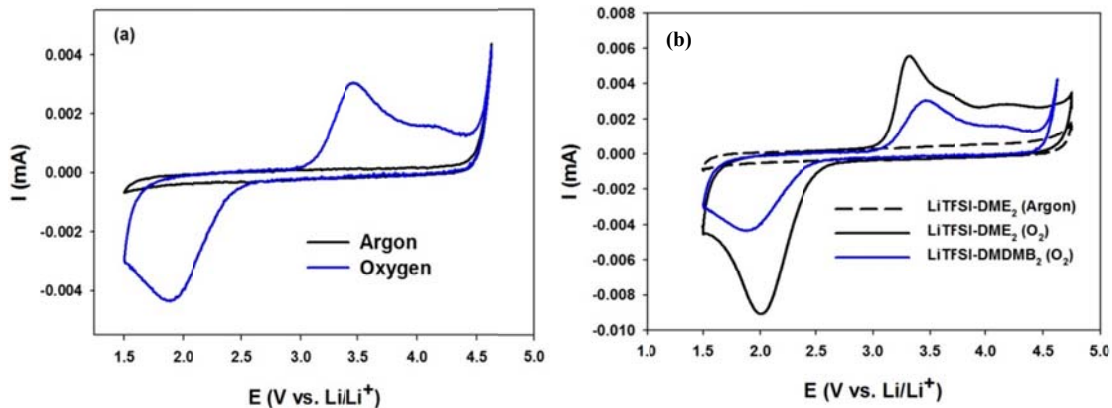 (a)
I (mA)
0.004
0.002
0.000
-0.002
-0.004
Argon
Oxygen
1.5 2.0 2.5 3.0 3.5 4.0 4.5 5.0
E (V vs. Li/Li⁺)
(b)
I (mA)
0.008
0.006
0.004
0.002
0.000
-0.002
-0.004
-0.006
-0.008
-0.010
LiTFSI-DME₂ (Argon)
LiTFSI-DME₂ (O₂)
LiTFSI-DMDMB₂ (O₂)
1.0 1.5 2.0 2.5 3.0 3.5 4.0 4.5 5.0
E (V vs. Li/Li⁺)